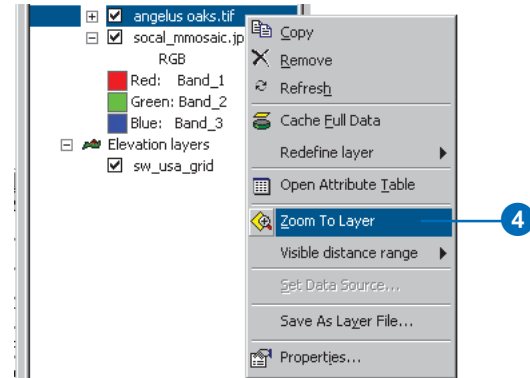 angelus oaks.tif
socal_mmosaic.jp
RGB
Red: Band_1
Green: Band_2
Blue: Band_3
Elevation layers
sw_usa_grid
Copy
Remove
Refresh
Cache Full Data
Redefine layer
Open Attribute Table
Zoom To Layer
4
Visible distance range
Set Data Source...
Save As Layer File...
Properties...